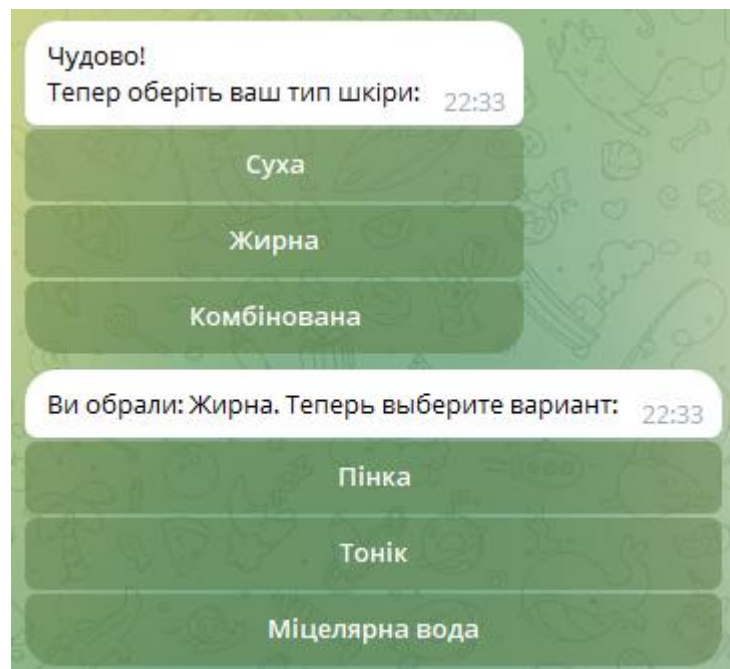 Чудово!
Тепер оберіть ваш тип шкіри:
22:33
Суха
Жирна
Комбінована
Ви обрали: Жирна. Теперь выберите вариант:
22:33
Пінка
Тонік
Міцелярна вода